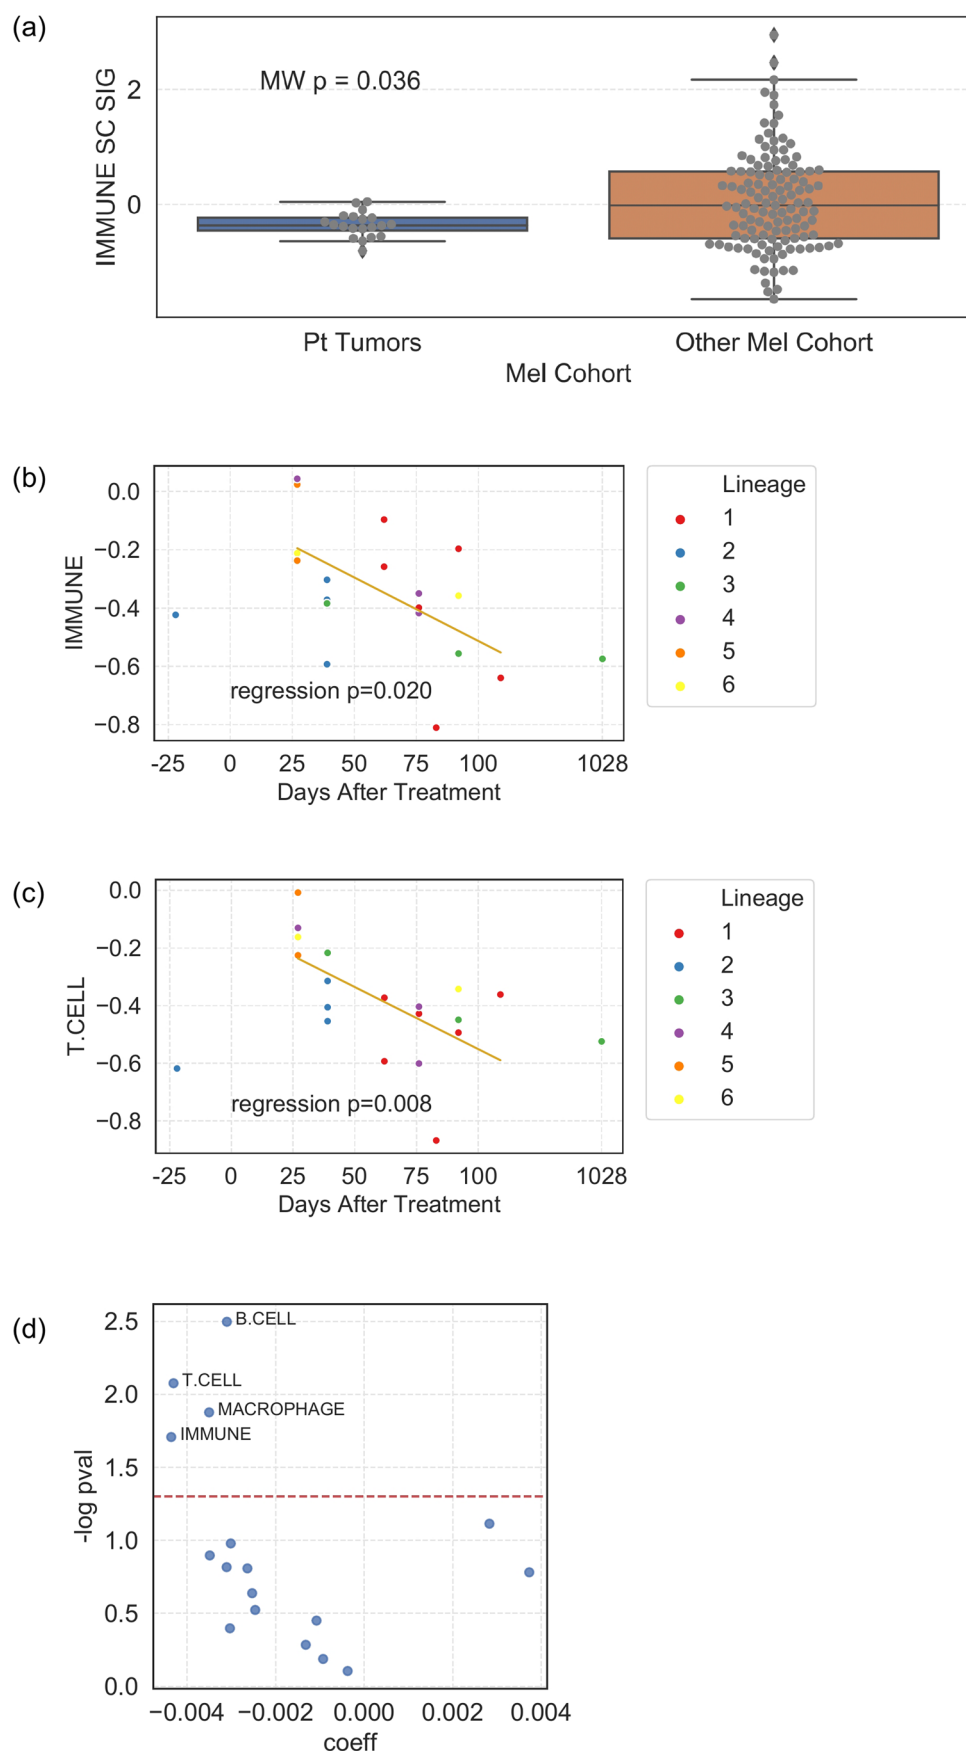 (a)
IMMUNE SC SIG
2
0
MW p = 0.036
Pt Tumors
Other Mel Cohort
Mel Cohort
(b)
IMMUNE
0.0
−0.2
−0.4
−0.6
−0.8
regression p=0.020
-25 0 25 50 75 100 1028
Days After Treatment
Lineage
1
2
3
4
5
6
(c)
T.CELL
0.0
−0.2
−0.4
−0.6
−0.8
regression p=0.008
-25 0 25 50 75 100 1028
Days After Treatment
Lineage
1
2
3
4
5
6
(d)
-log pval
2.5
2.0
1.5
1.0
0.5
0.0
B.CELL
T.CELL
MACROPHAGE
IMMUNE
−0.004 −0.002 0.000 0.002 0.004
coeff